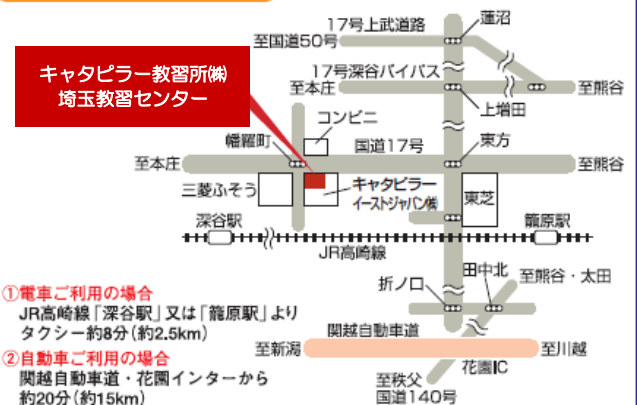 17号上武道路
蓮沼
至国道50号
キャタピラー教習所㈱
埼玉教習センター
17号深谷バイパス
至本庄
至熊谷
上増田
コンビニ
幡羅町
国道17号
東方
至本庄
至熊谷
三菱ふそう
キャタピラー
イーストジャパン㈱
東芝
深谷駅
籠原駅
JR高崎線
田中北
至熊谷・太田
折ノ口
①電車ご利用の場合
JR高崎線「深谷駅」又は「籠原駅」より
タクシー約8分(約2.5km)
関越自動車道
至新潟
至川越
②自動車ご利用の場合
関越自動車道・花園インターから
約20分(約15km)
花園IC
至秩父
国道140号